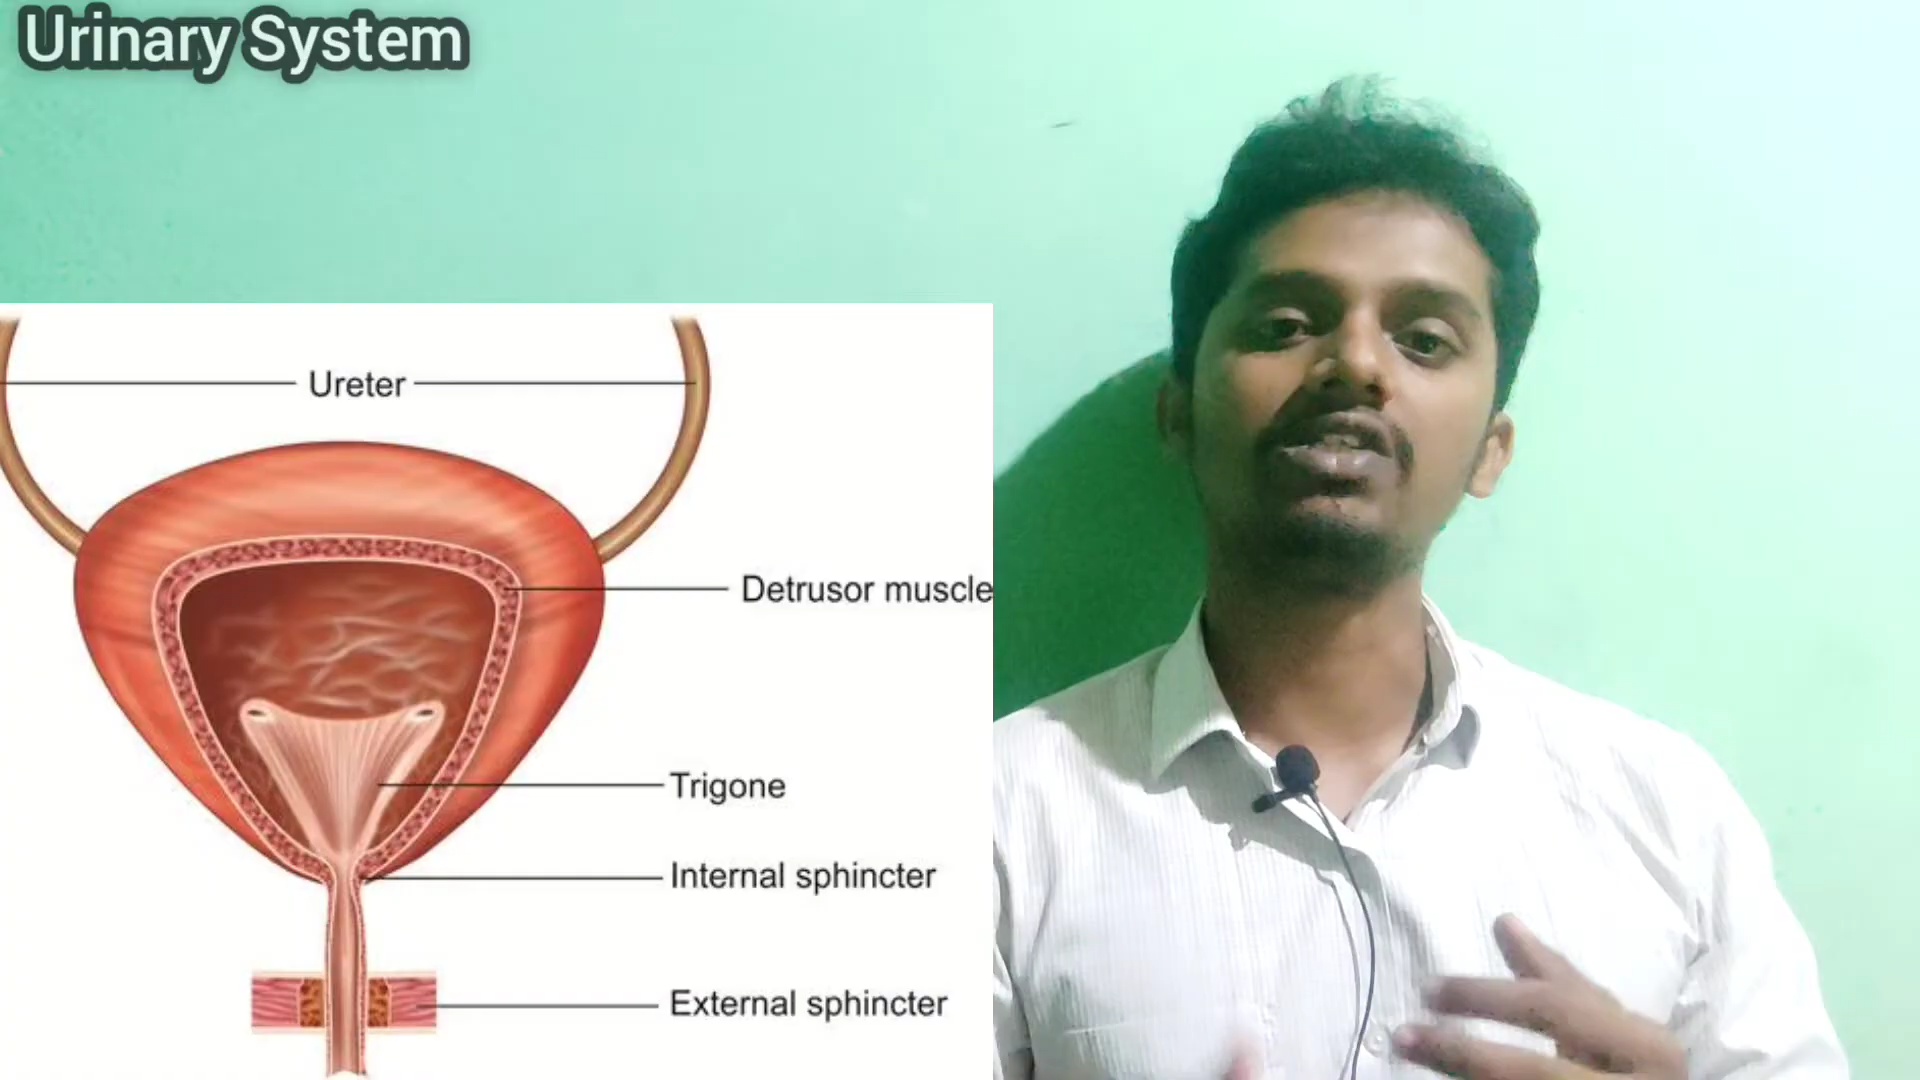 Urinary System
Ureter
Detrusor muscle
Trigone
Internal sphincter
External sphincter